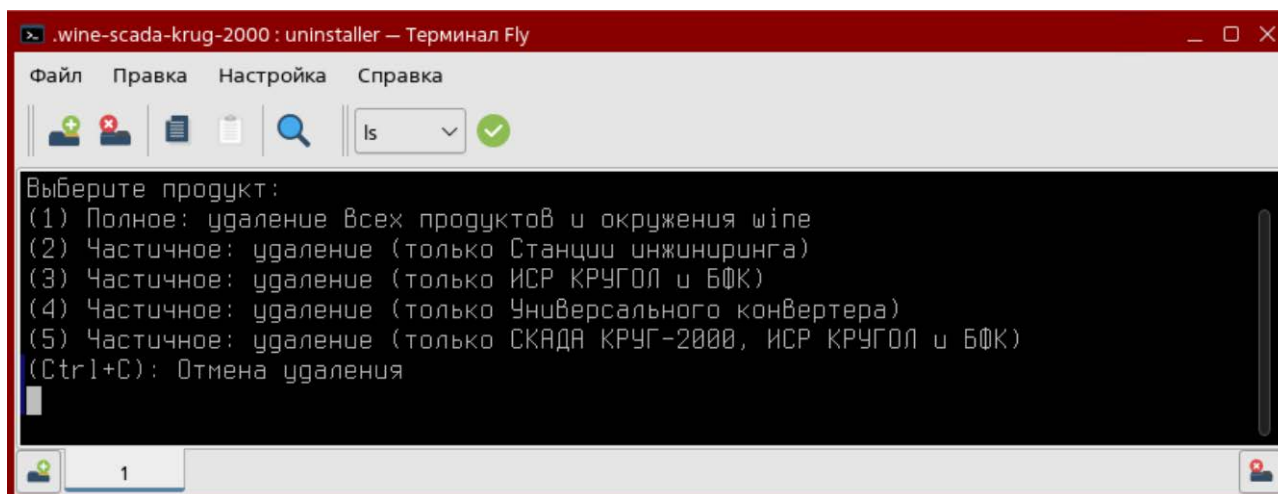 .wine-scada-krug-2000 : uninstaller — Терминал Fly
Файл Правка Настройка Справка
ls
Выберите продукт:
(1) Полное: удаление всех продуктов и окружения wine
(2) Частичное: удаление (только Станции инжиниринга)
(3) Частичное: удаление (только ИСР КРУГОЛ и БФК)
(4) Частичное: удаление (только Универсального конвертера)
(5) Частичное: удаление (только СКАДА КРУГ-2000, ИСР КРУГОЛ и БФК)
(Ctrl+C): Отмена удаления
1